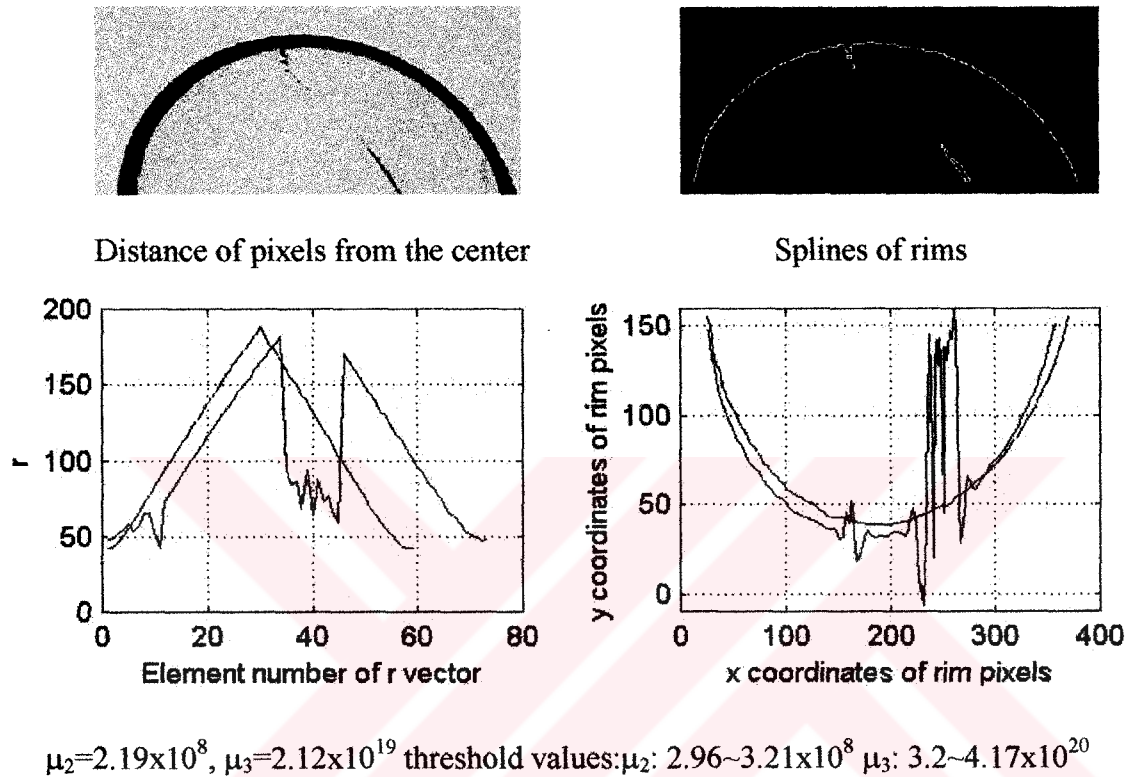 Distance of pixels from the center
Splines of rims
200
150
100
50
0
r
0 20 40 60 80
Element number of r vector
150
100
50
0
y coordinates of rim pixels
0 100 200 300 400
x coordinates of rim pixels
μ2=2.19x10^8, μ3=2.12x10^19 threshold values:μ2: 2.96~3.21x10^8 μ3: 3.2~4.17x10^20